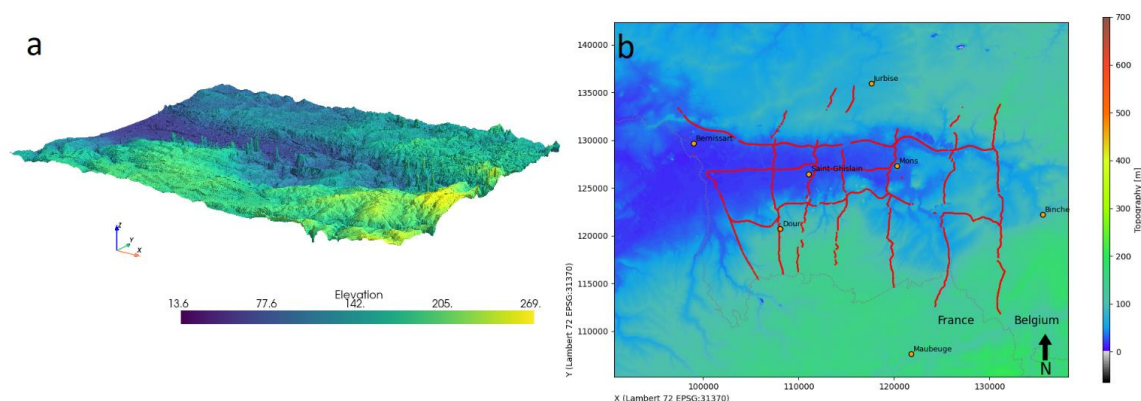 a
Z
Y
X
Elevation
13.6 77.6 142. 205. 269.
b
140000
135000
130000
125000
120000
115000
110000
Y (Lambert 72 EPSG:31370)
Jurbise
Bernissart
Mons
Saint-Ghislain
Binche
Dour
France Belgium
Maubeuge
N
100000 110000 120000 130000
X (Lambert 72 EPSG:31370)
700
600
500
400
300
200
100
0
Topography [m]